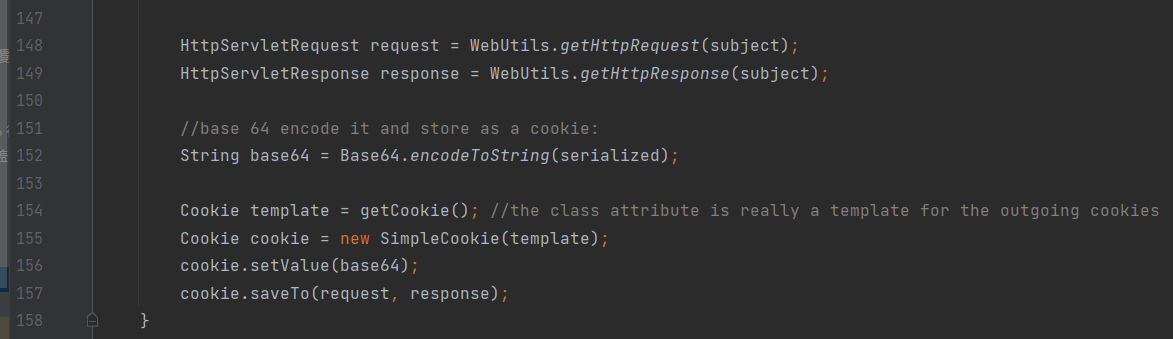 147
148 HttpServletRequest request = WebUtils.getHttpRequest(subject);
149 HttpServletResponse response = WebUtils.getHttpResponse(subject);
150
151 //base 64 encode it and store as a cookie:
152 String base64 = Base64.encodeToString(serialized);
153
154 Cookie template = getCookie(); //the class attribute is really a template for the outgoing cookies
155 Cookie cookie = new SimpleCookie(template);
156 cookie.setValue(base64);
157 cookie.saveTo(request, response);
158 }